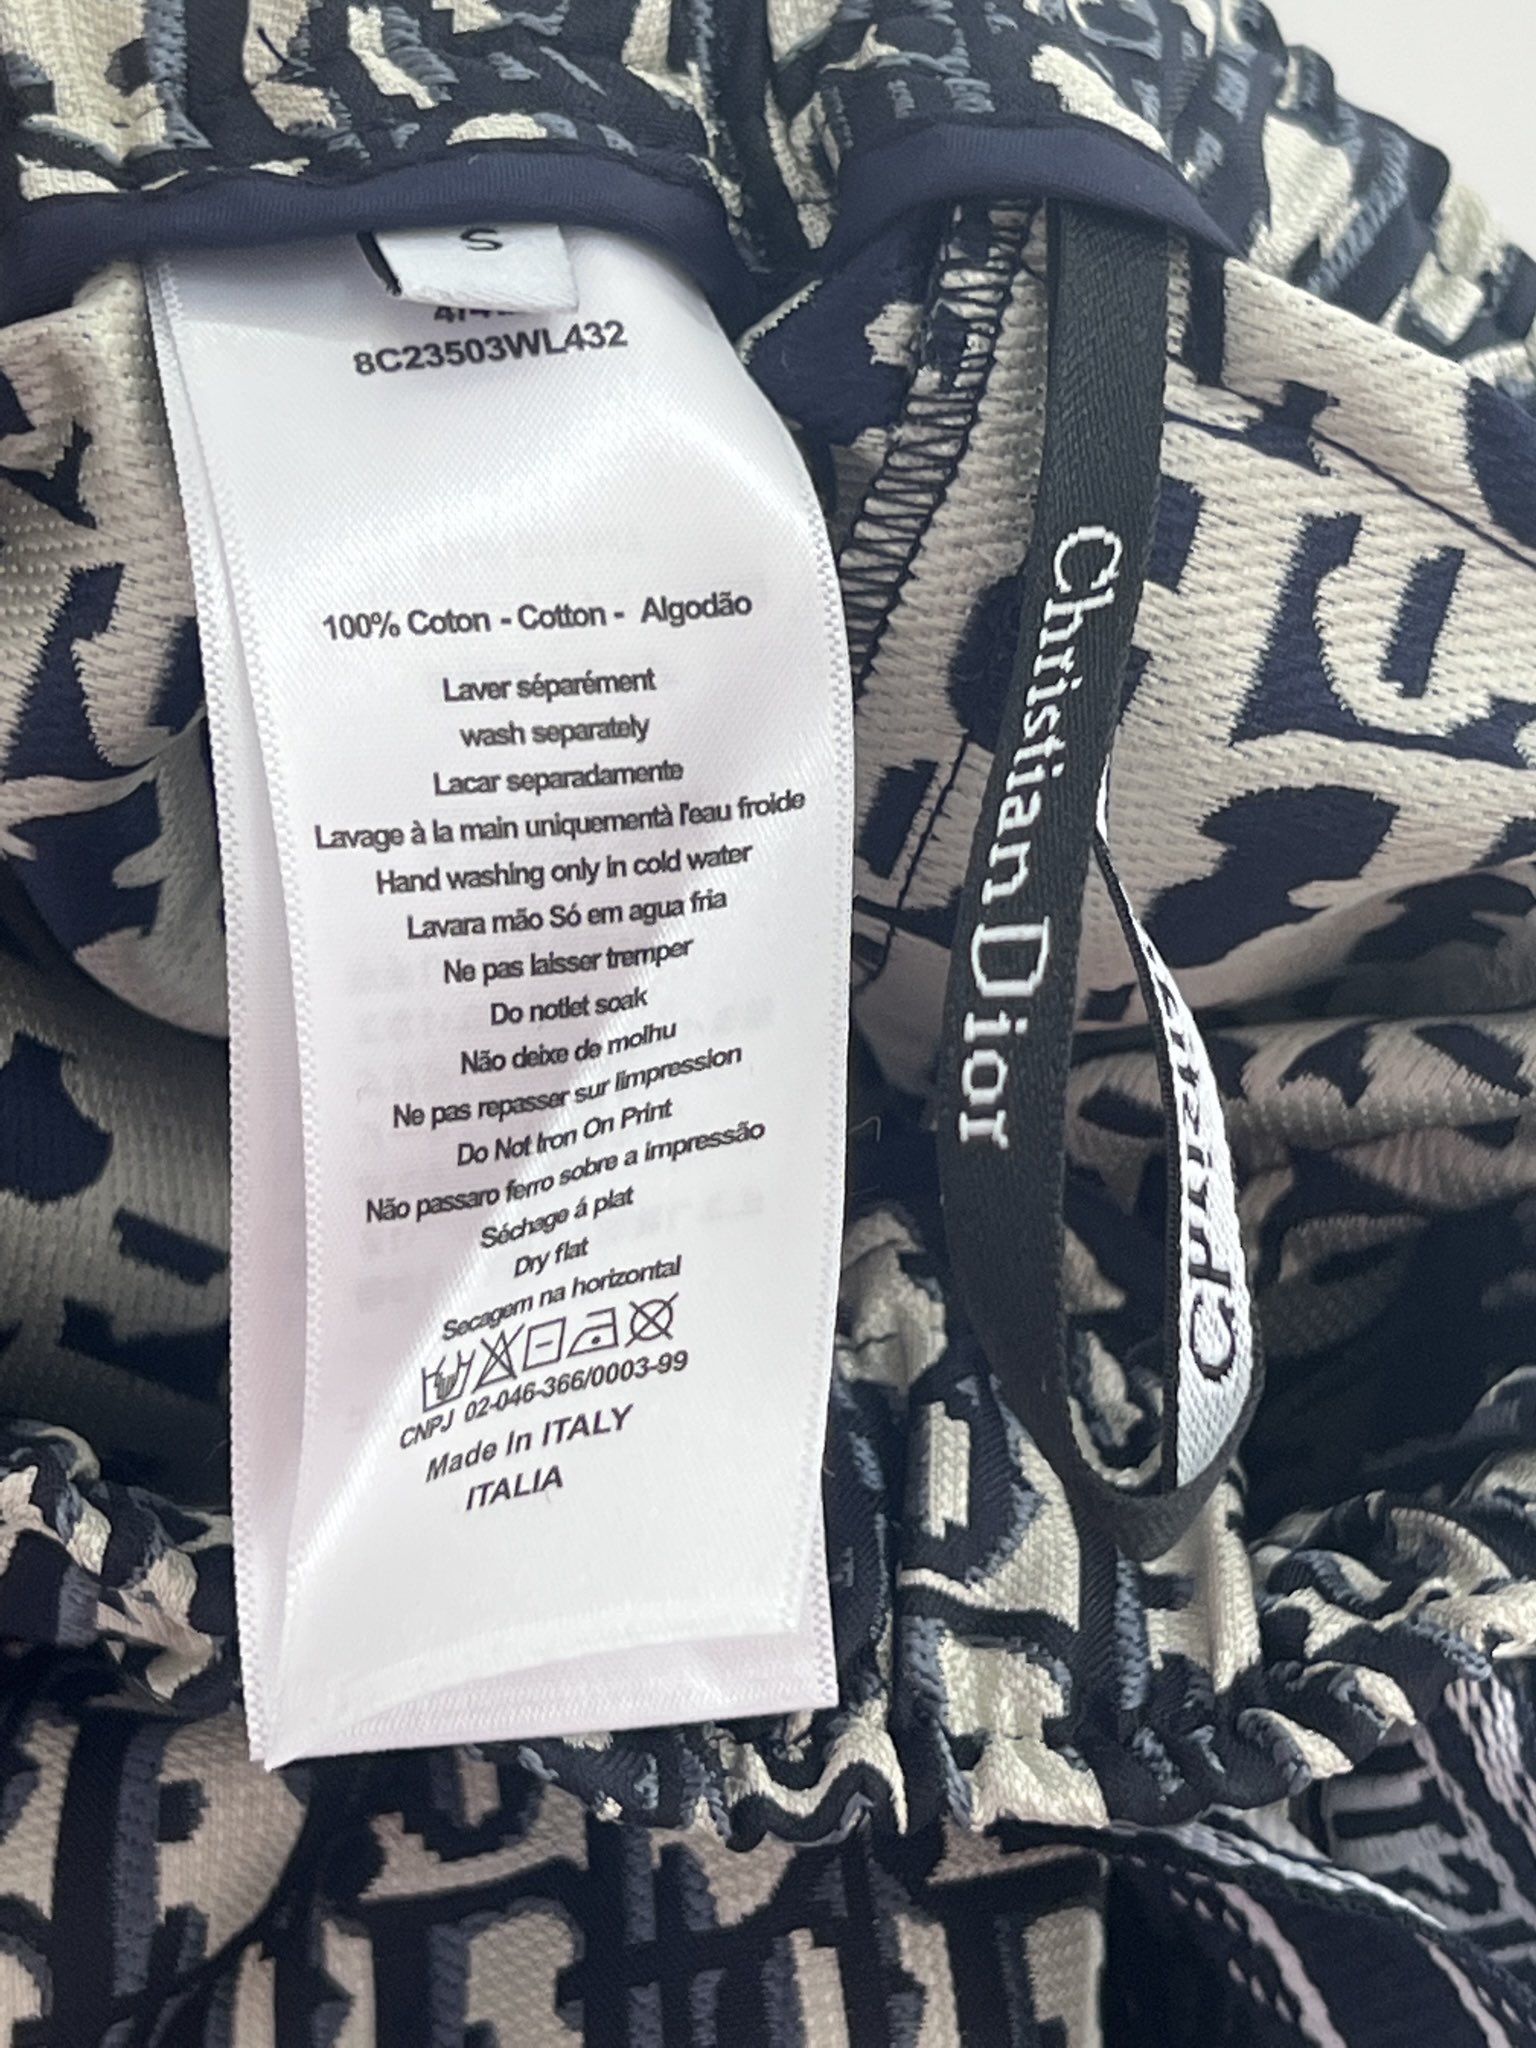 S
8C23503WL432
100% Coton - Cotton - Algodão
Laver séparément
wash separately
Lacar separadamente
Lavage à la main uniquementà l'eau froide
Hand washing only in cold water
Lavara mão Só em agua fria
Ne pas laisser tremper
Do notlet soak
Não deixe de molhu
Ne pas repasser sur limpression
Do Not Iron On Print
Não passaro ferro sobre a impressão
Séchage á plat
Dry flat
Secagem na horizontal
CNPJ 02-046-366/0003-99
Made In ITALY
ITALIA
Christian Dior
Christian